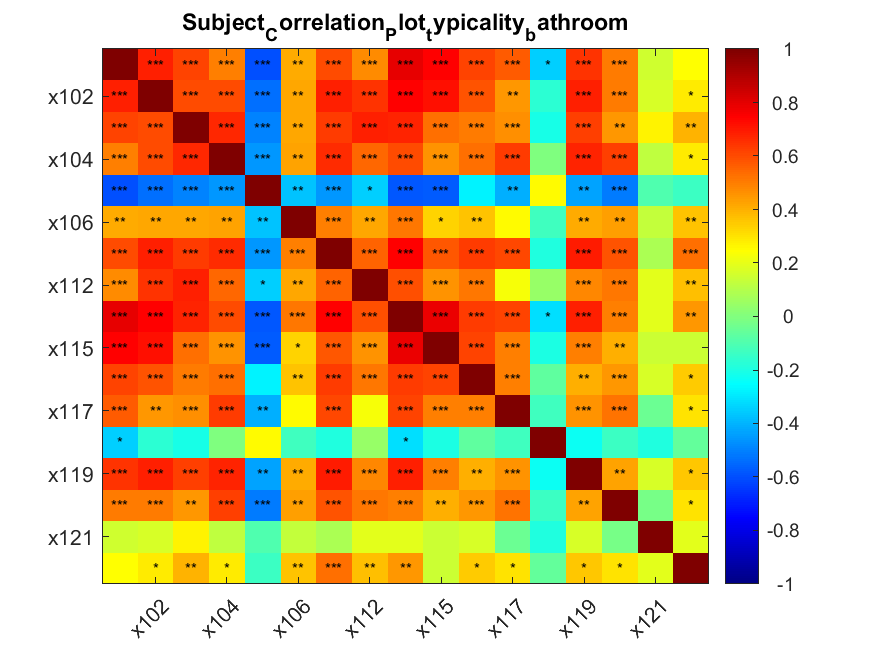 SubjectCorrelationPlottypicalitybathroom
*** *** *** *** ** *** *** *** *** *** *** * *** ***
x102 *** *** *** *** ** *** *** *** *** *** ** *** *** *
*** *** *** *** ** *** *** *** *** *** *** *** ** **
x104 *** *** *** *** ** *** *** *** *** *** *** *** *** *
*** *** *** *** ** *** * *** *** ** ** ***
x106 ** ** ** ** ** *** ** *** * ** ** ** **
*** *** *** *** *** *** *** *** *** *** *** *** *** ***
x112 *** *** *** *** * ** *** *** *** *** *** *** **
*** *** *** *** *** *** *** *** *** *** *** * *** *** **
x115 *** *** *** *** *** * *** *** *** *** *** *** **
*** *** *** *** ** *** *** *** *** *** ** *** *
x117 *** ** *** *** ** *** *** *** *** *** *** *
* *
x119 *** *** *** *** ** ** *** *** *** *** ** *** ** *
*** *** ** *** *** ** *** *** *** ** *** *** ** *
x121
* ** * ** *** ** ** * * * *
x102 x104 x106 x112 x115 x117 x119 x121
1
0.8
0.6
0.4
0.2
0
-0.2
-0.4
-0.6
-0.8
-1